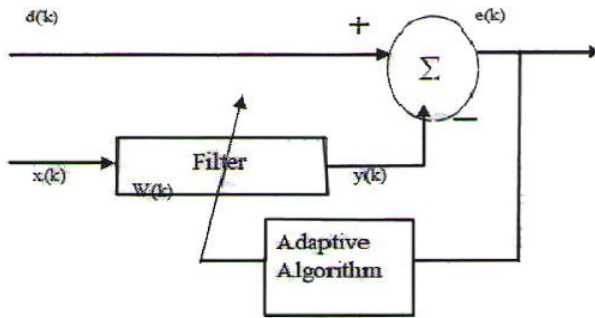 d(k)
e(k)
+
Σ
−
Filter
x(k)
W(k)
y(k)
Adaptive
Algorithm